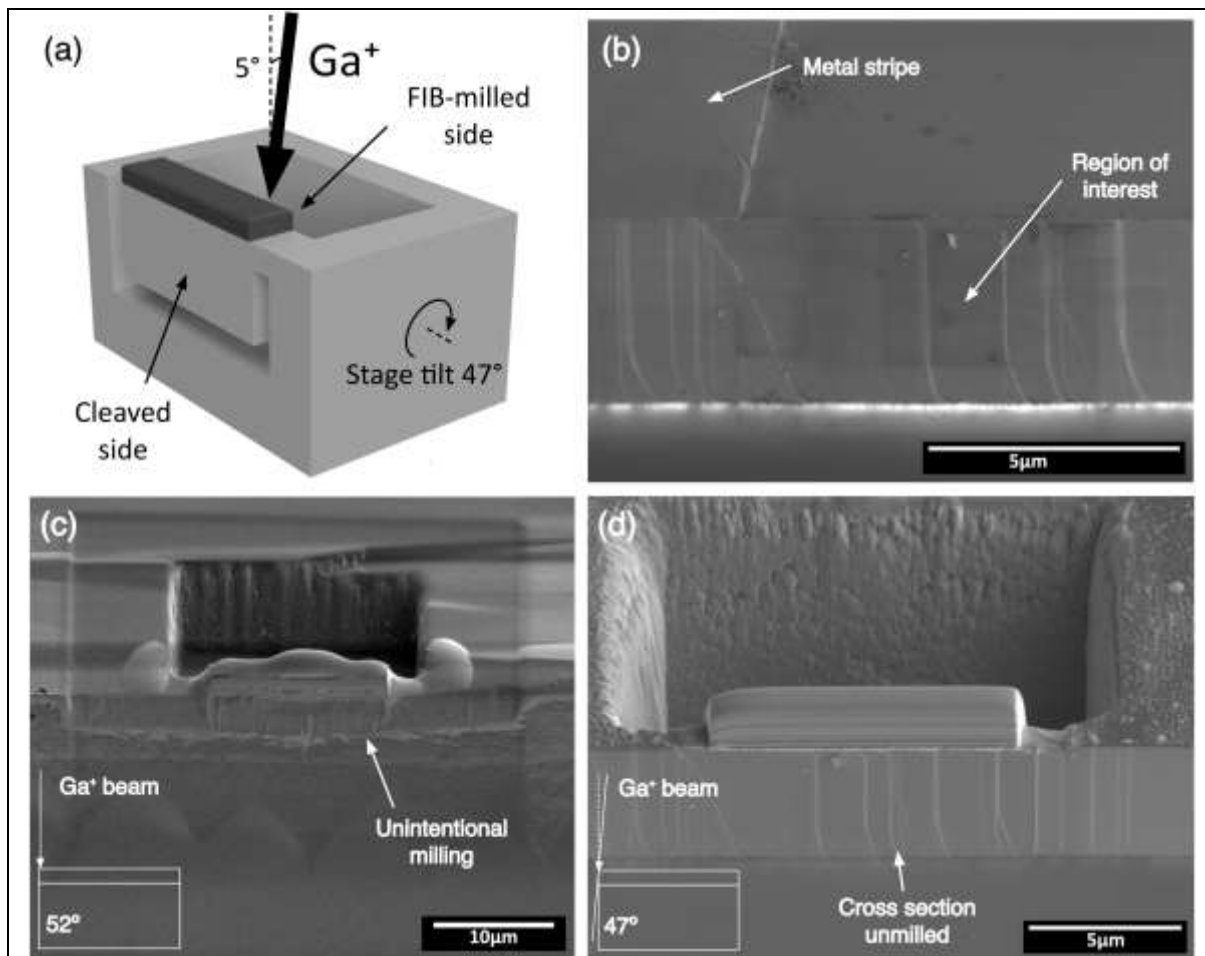 (a)
5°
Ga⁺
FIB-milled
side
Stage tilt 47°
Cleaved
side
(b)
Metal stripe
Region of
interest
5μm
(c)
Ga⁺ beam
Unintentional
milling
52°
10μm
(d)
Ga⁺ beam
Cross section
unmilled
47°
5μm